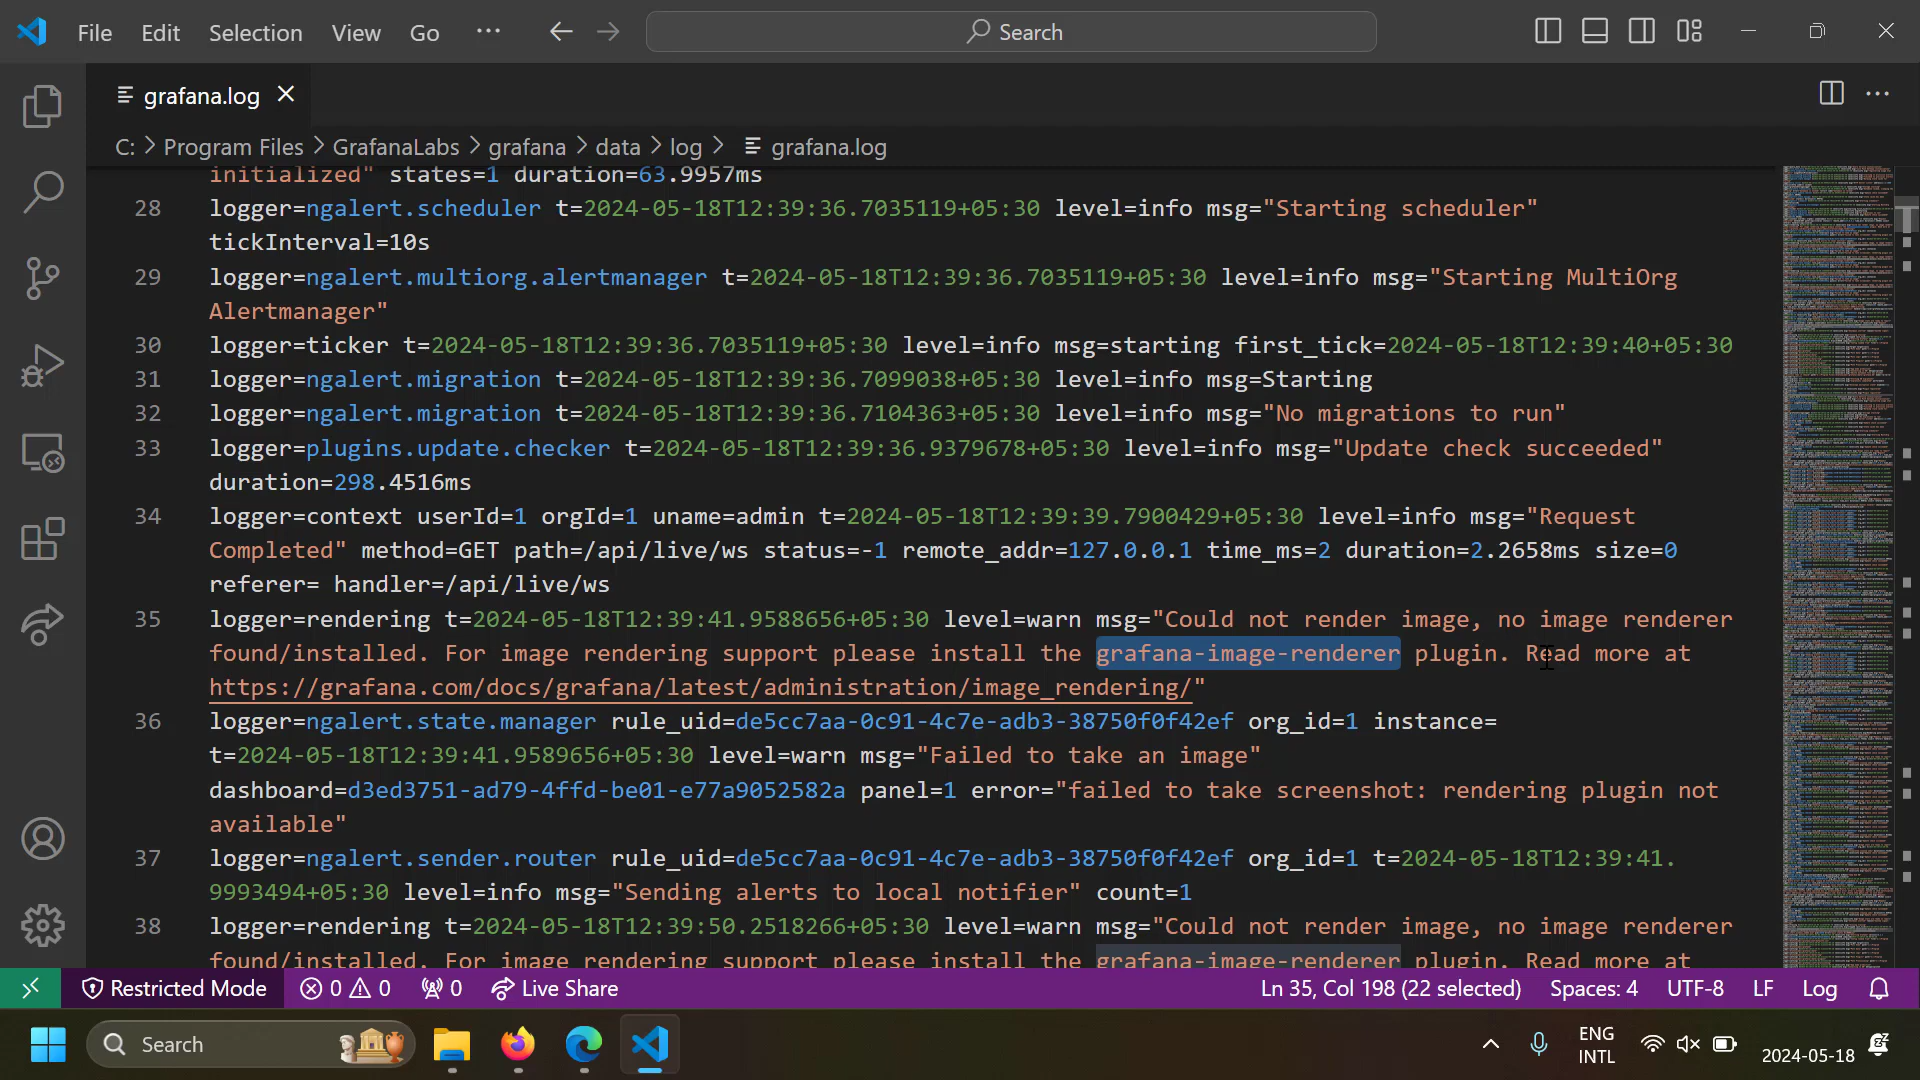 File Edit Selection View Go ··· Search
grafana.log
C: > Program Files > GrafanaLabs > grafana > data > log > grafana.log
initialized" states=1 duration=63.9957ms
28 logger=ngalert.scheduler t=2024-05-18T12:39:36.7035119+05:30 level=info msg="Starting scheduler"
tickInterval=10s
29 logger=ngalert.multiorg.alertmanager t=2024-05-18T12:39:36.7035119+05:30 level=info msg="Starting MultiOrg
Alertmanager"
30 logger=ticker t=2024-05-18T12:39:36.7035119+05:30 level=info msg=starting first_tick=2024-05-18T12:39:40+05:30
31 logger=ngalert.migration t=2024-05-18T12:39:36.7099038+05:30 level=info msg=Starting
32 logger=ngalert.migration t=2024-05-18T12:39:36.7104363+05:30 level=info msg="No migrations to run"
33 logger=plugins.update.checker t=2024-05-18T12:39:36.9379678+05:30 level=info msg="Update check succeeded"
duration=298.4516ms
34 logger=context userId=1 orgId=1 uname=admin t=2024-05-18T12:39:39.7900429+05:30 level=info msg="Request
Completed" method=GET path=/api/live/ws status=-1 remote_addr=127.0.0.1 time_ms=2 duration=2.2658ms size=0
referer= handler=/api/live/ws
35 logger=rendering t=2024-05-18T12:39:41.9588656+05:30 level=warn msg="Could not render image, no image renderer
found/installed. For image rendering support please install the grafana-image-renderer plugin. Read more at
https://grafana.com/docs/grafana/latest/administration/image_rendering/"
36 logger=ngalert.state.manager rule_uid=de5cc7aa-0c91-4c7e-adb3-38750f0f42ef org_id=1 instance=
t=2024-05-18T12:39:41.9589656+05:30 level=warn msg="Failed to take an image"
dashboard=d3ed3751-ad79-4ffd-be01-e77a9052582a panel=1 error="failed to take screenshot: rendering plugin not
available"
37 logger=ngalert.sender.router rule_uid=de5cc7aa-0c91-4c7e-adb3-38750f0f42ef org_id=1 t=2024-05-18T12:39:41.
9993494+05:30 level=info msg="Sending alerts to local notifier" count=1
38 logger=rendering t=2024-05-18T12:39:50.2518266+05:30 level=warn msg="Could not render image, no image renderer
found/installed. For image rendering support please install the grafana-image-renderer plugin. Read more at
Restricted Mode 0 0 0 Live Share Ln 35, Col 198 (22 selected) Spaces: 4 UTF-8 LF Log
Search ENG
INTL 2024-05-18